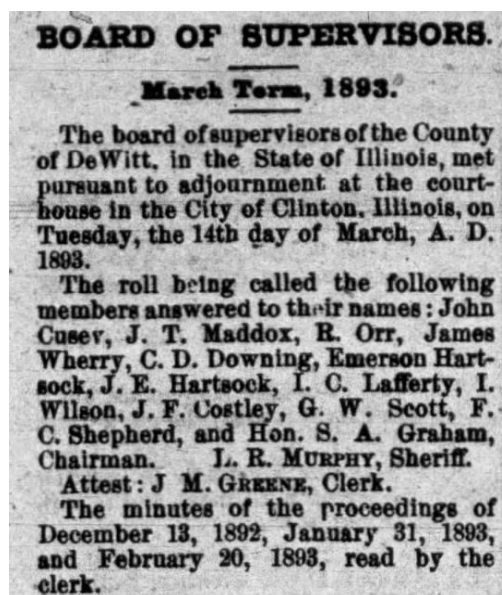 BOARD OF SUPERVISORS.
March Term, 1893.
The board of supervisors of the County
of DeWitt, in the State of Illinois, met
pursuant to adjournment at the court-
house in the City of Clinton, Illinois, on
Tuesday, the 14th day of March, A. D.
1893.
The roll being called the following
members answered to their names: John
Cusey, J. T. Maddox, R. Orr, James
Wherry, C. D. Downing, Emerson Hart-
sock, J. E. Hartsock, I. C. Lafferty, I.
Wilson, J. F. Costley, G. W. Scott, F.
C. Shepherd, and Hon. S. A. Graham,
Chairman. L. R. MURPHY, Sheriff.
Attest: J M. GREENE, Clerk.
The minutes of the proceedings of
December 13, 1892, January 31, 1893,
and February 20, 1893, read by the
clerk.